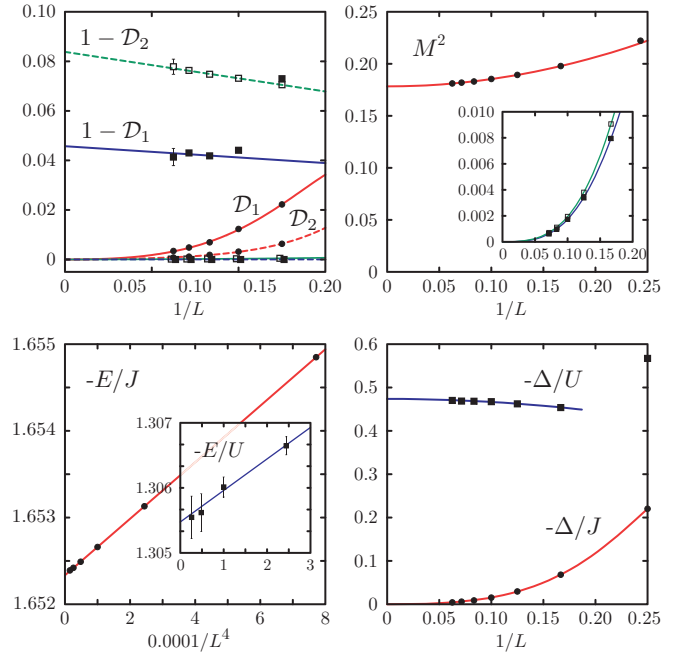 0.10
0.08
0.06
0.04
0.02
0
1 − 𝒟₂
1 − 𝒟₁
𝒟₁
𝒟₂
0 0.05 0.10 0.15 0.20
1/L
0.25
0.20
0.15
0.10
0.05
0
M²
0.010
0.008
0.006
0.004
0.002
0
0 0.05 0.10 0.15
0 0.05 0.10 0.15 0.20 0.25
1/L
1.655
1.654
1.653
1.652
-E/J
1.307
1.306
1.305
-E/U
0 1 2 3
0 2 4 6 8
0.0001/L⁴
0.6
0.5
0.4
0.3
0.2
0.1
0
-Δ/U
-Δ/J
0 0.05 0.10 0.15 0.20 0.25
1/L